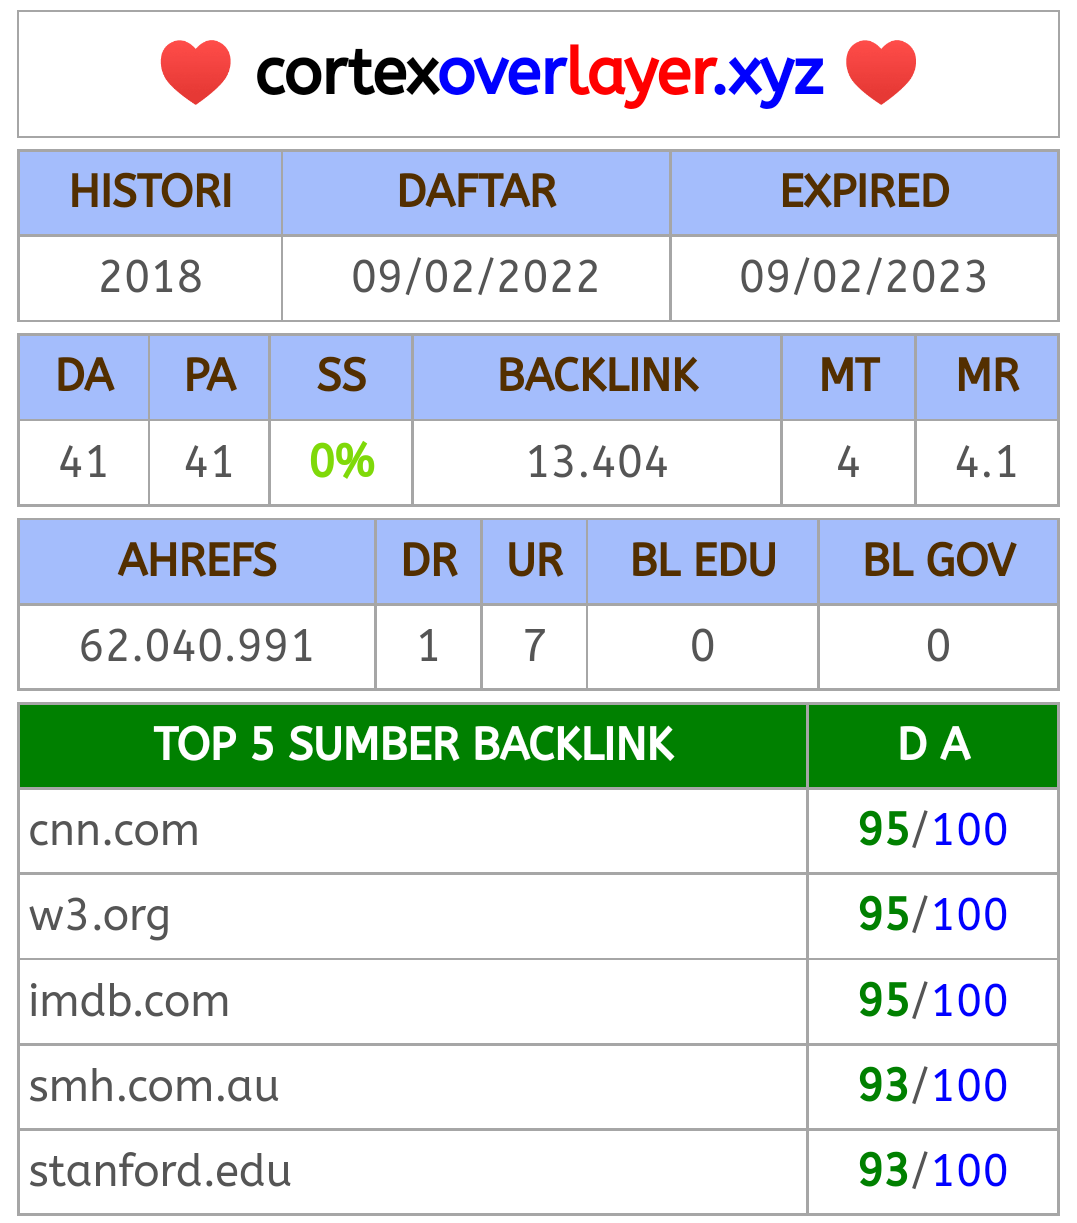 cortexoverlayer.xyz
HISTORI DAFTAR EXPIRED
2018 09/02/2022 09/02/2023
DA PA SS BACKLINK MT MR
41 41 0% 13.404 4 4.1
AHREFS DR UR BL EDU BL GOV
62.040.991 1 7 0 0
TOP 5 SUMBER BACKLINK D A
cnn.com 95/100
w3.org 95/100
imdb.com 95/100
smh.com.au 93/100
stanford.edu 93/100